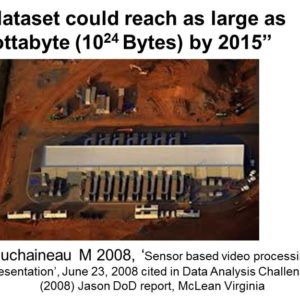 dataset could reach as large as
ottabyte (10²⁴ Bytes) by 2015”
uchaineau M 2008, ‘Sensor based video processi
esentation’, June 23, 2008 cited in Data Analysis Challen
(2008) Jason DoD report, McLean Virginia